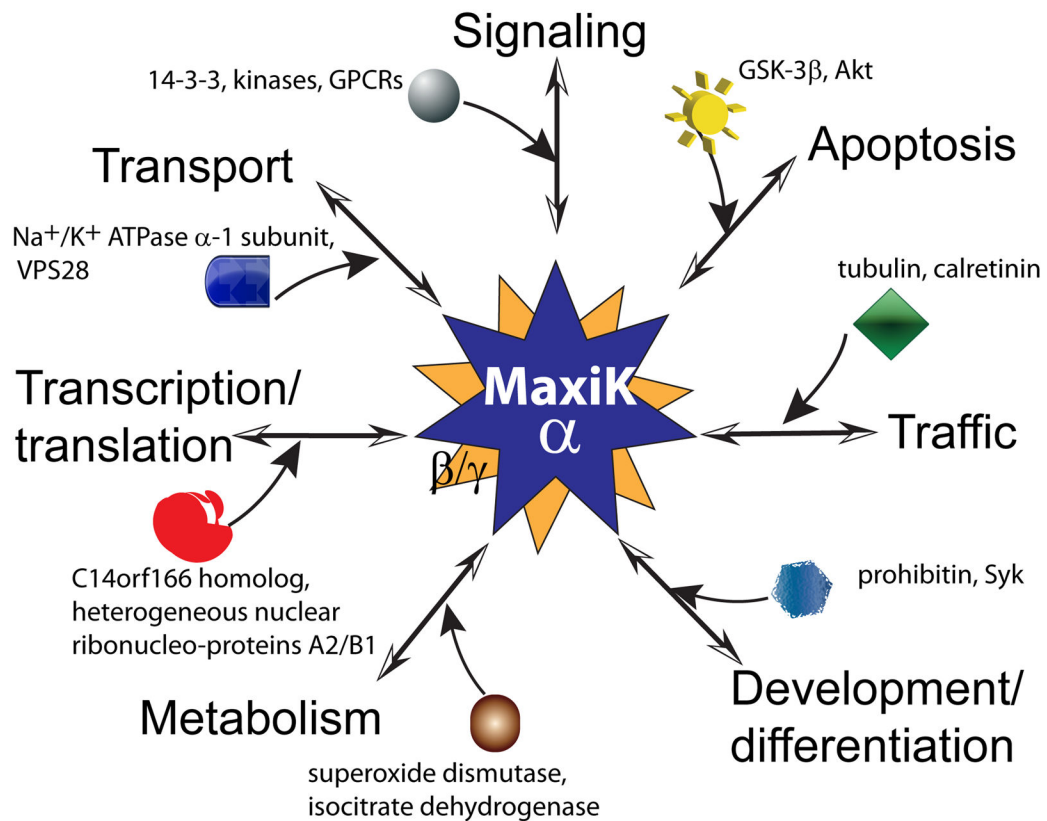 Signaling
14-3-3, kinases, GPCRs
GSK-3β, Akt
Apoptosis
Transport
Na⁺/K⁺ ATPase α-1 subunit,
VPS28
tubulin, calretinin
MaxiK
α
β/γ
Transcription/
translation
Traffic
C14orf166 homolog,
heterogeneous nuclear
ribonucleo-proteins A2/B1
prohibitin, Syk
Metabolism
Development/
differentiation
superoxide dismutase,
isocitrate dehydrogenase